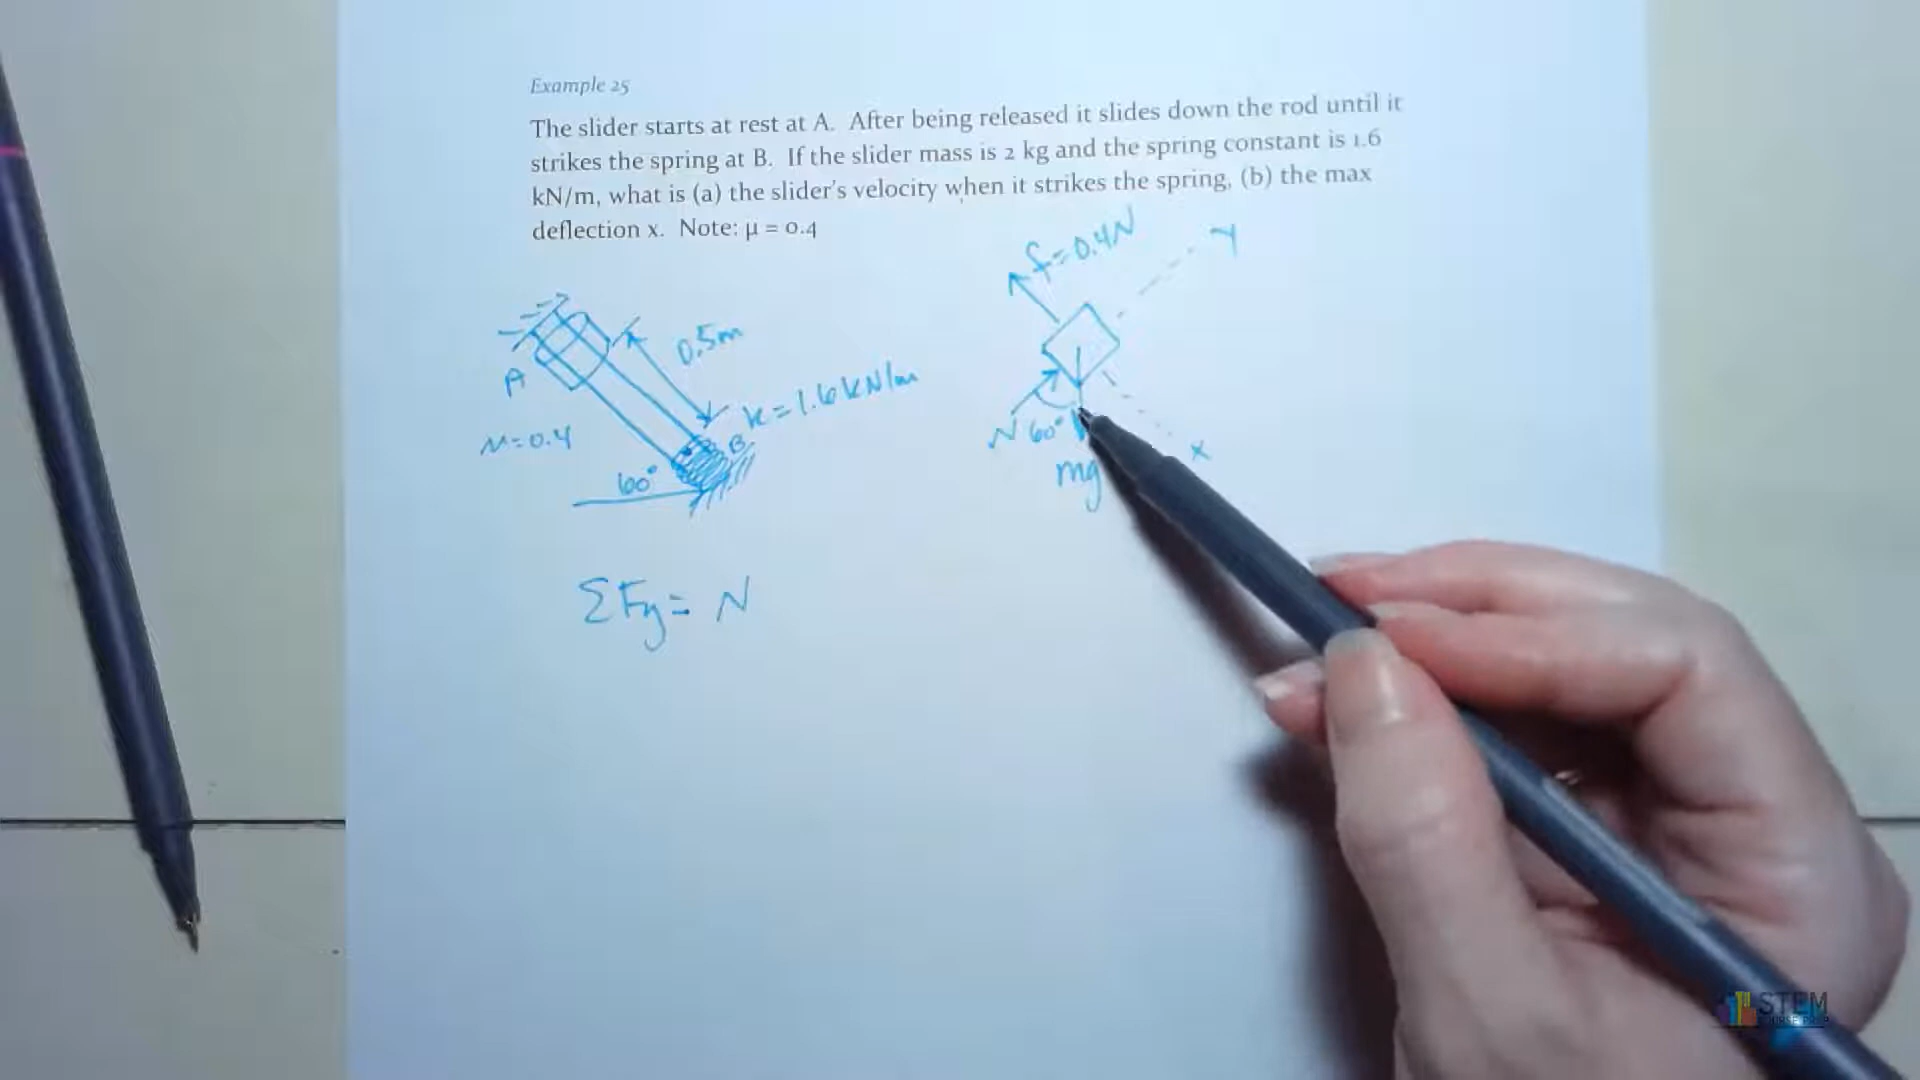 Example 25
The slider starts at rest at A. After being released it slides down the rod until it
strikes the spring at B. If the slider mass is 2 kg and the spring constant is 1.6
kN/m, what is (a) the slider's velocity when it strikes the spring, (b) the max
deflection x. Note: μ = 0.4
f=0.4N
Y
0.5m
A
k=1.6kN/m
μ=0.4
B
60°
N 60°
mg
x
ΣFy= N
STEM
COURSE PREP